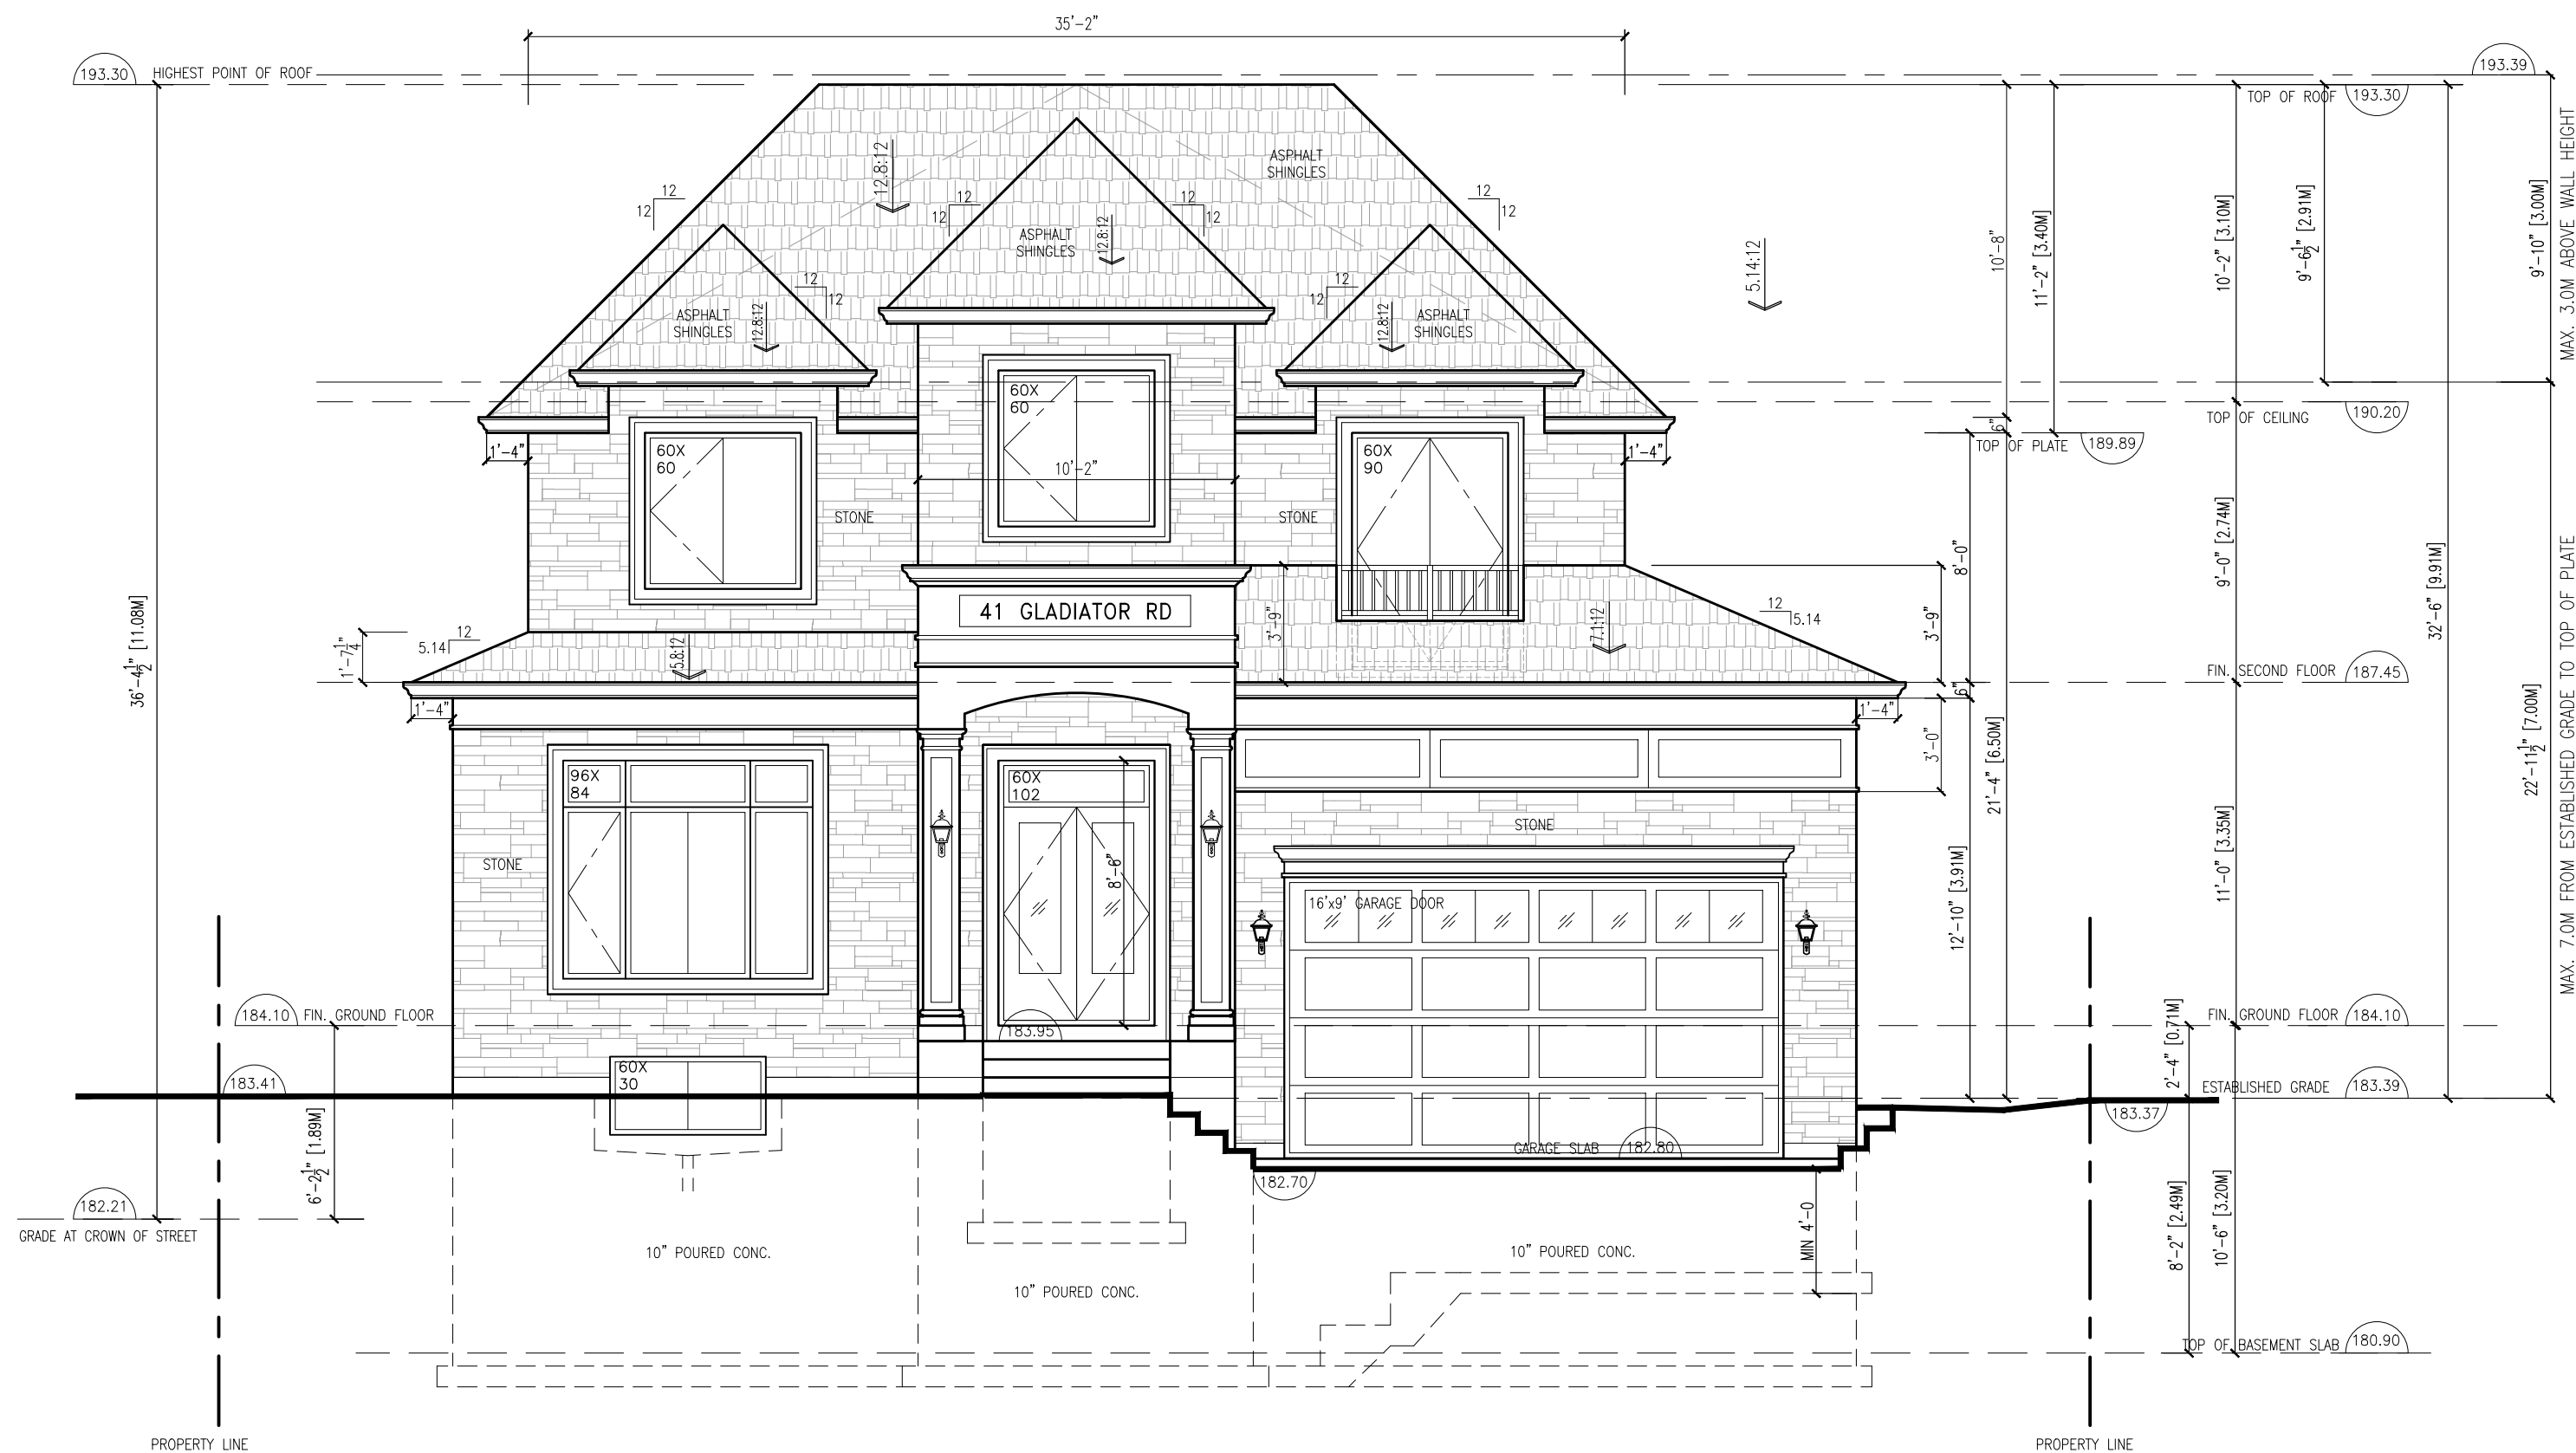 35'-2"
193.30 HIGHEST POINT OF ROOF
193.39
TOP OF ROOF 193.30
ASPHALT
SHINGLES
12.8:12
12
12
12
12
12
12
12
12
ASPHALT
SHINGLES
12.8:12
12
12
12
12
ASPHALT
SHINGLES
12.8:12
ASPHALT
SHINGLES
12.8:12
5.14:12
10'-8"
11'-2" [3.40M]
10'-2" [3.10M]
9'-6 1/2" [2.91M]
9'-10" [3.00M]
MAX. 3.0M ABOVE WALL HEIGHT
TOP OF CEILING 190.20
6"
TOP OF PLATE 189.89
1'-4"
60X
60
60X
60
60X
90
1'-4"
10'-2"
STONE
STONE
8'-0"
9'-0" [2.74M]
32'-6" [9.91M]
36'-4 1/2" [11.08M]
41 GLADIATOR RD
3'-9"
3'-9"
12
5.14
12
5.14
1'-7 1/4"
5.8:12
7.1:12
FIN. SECOND FLOOR 187.45
6"
1'-4"
1'-4"
3'-0"
21'-4" [6.50M]
22'-11 1/2" [7.00M]
MAX. 7.0M FROM ESTABLISHED GRADE TO TOP OF PLATE
96X
84
60X
102
8'-6"
STONE
STONE
16'x9' GARAGE DOOR
12'-10" [3.91M]
11'-0" [3.35M]
184.10 FIN. GROUND FLOOR
183.95
FIN. GROUND FLOOR 184.10
2'-4" [0.71M]
60X
30
183.41
ESTABLISHED GRADE 183.39
183.37
6'-2 1/2" [1.89M]
GARAGE SLAB 182.80
182.70
182.21
GRADE AT CROWN OF STREET
MIN 4'-0
8'-2" [2.49M]
10'-6" [3.20M]
10" POURED CONC.
10" POURED CONC.
10" POURED CONC.
TOP OF BASEMENT SLAB 180.90
PROPERTY LINE
PROPERTY LINE